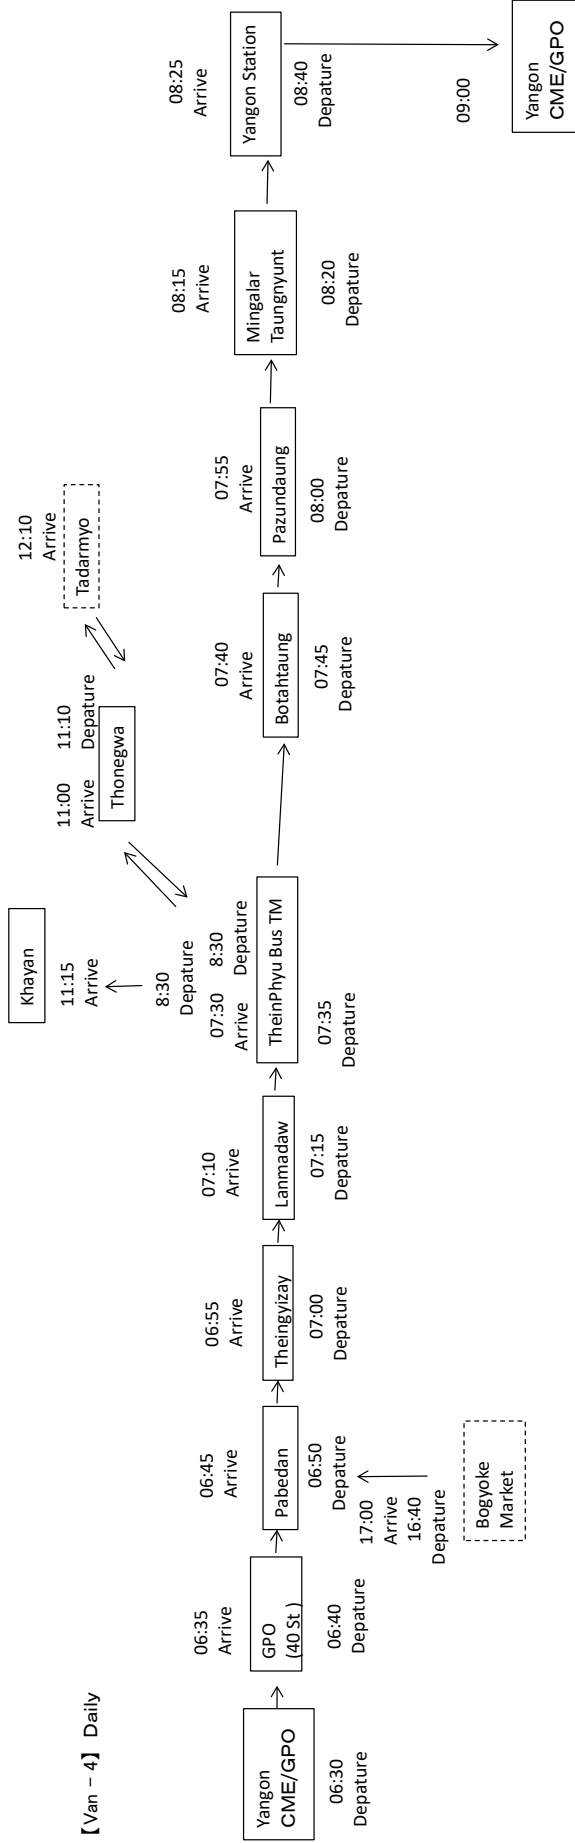 【Van – 4】 Daily
Yangon
CME/GPO
06:30
Depature
06:35
Arrive
GPO
(40 St )
06:40
Depature
06:45
Arrive
Pabedan
06:50
Depature
17:00
Arrive
16:40
Depature
Bogyoke
Market
06:55
Arrive
Theingyizay
07:00
Depature
07:10
Arrive
Lanmadaw
07:15
Depature
Khayan
11:15
Arrive
8:30
Depature
07:30
Arrive
8:30
Depature
TheinPhyu Bus TM
07:35
Depature
11:00
Arrive
11:10
Depature
Thonegwa
12:10
Arrive
Tadarmyo
07:40
Arrive
Botahtaung
07:45
Depature
07:55
Arrive
Pazundaung
08:00
Depature
08:15
Arrive
Mingalar
Taungnyunt
08:20
Depature
08:25
Arrive
Yangon Station
08:40
Depature
09:00
Yangon
CME/GPO